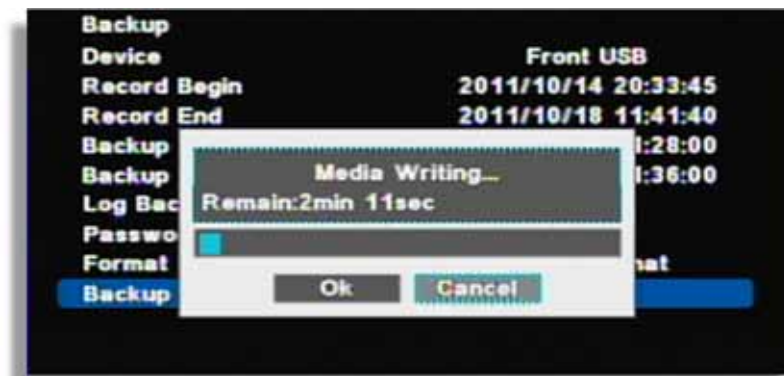 Backup
Device Front USB
Record Begin 2011/10/14 20:33:45
Record End 2011/10/18 11:41:40
Backup :28:00
Backup :36:00
Log Bac
Media Writing...
Remain:2min 11sec
Passwo
Format nat
Ok Cancel
Backup